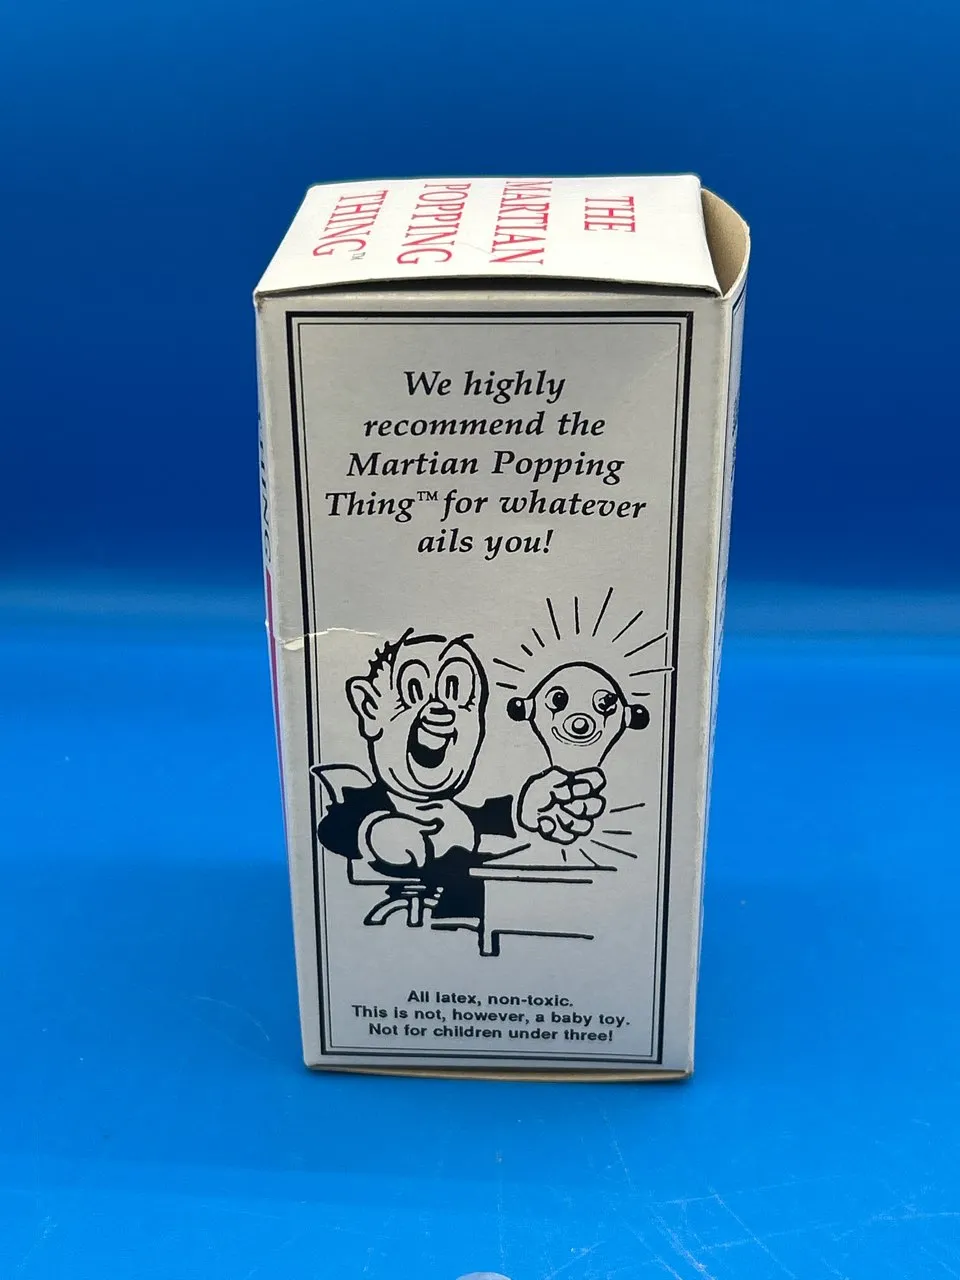 THE
MARTIAN
POPPING
THING™
We highly
recommend the
Martian Popping
Thing™ for whatever
ails you!
All latex, non-toxic.
This is not, however, a baby toy.
Not for children under three!